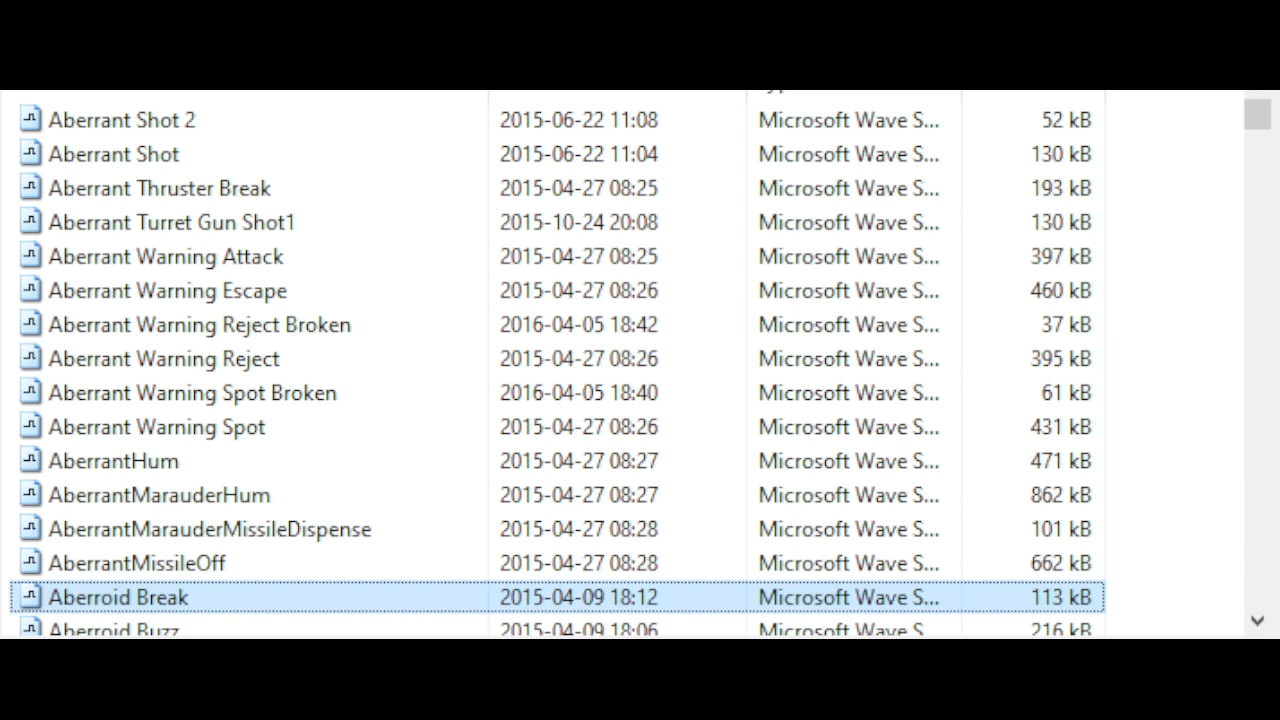 Aberrant Shot 2 2015-06-22 11:08 Microsoft Wave S... 52 kB
Aberrant Shot 2015-06-22 11:04 Microsoft Wave S... 130 kB
Aberrant Thruster Break 2015-04-27 08:25 Microsoft Wave S... 193 kB
Aberrant Turret Gun Shot1 2015-10-24 20:08 Microsoft Wave S... 130 kB
Aberrant Warning Attack 2015-04-27 08:25 Microsoft Wave S... 397 kB
Aberrant Warning Escape 2015-04-27 08:26 Microsoft Wave S... 460 kB
Aberrant Warning Reject Broken 2016-04-05 18:42 Microsoft Wave S... 37 kB
Aberrant Warning Reject 2015-04-27 08:26 Microsoft Wave S... 395 kB
Aberrant Warning Spot Broken 2016-04-05 18:40 Microsoft Wave S... 61 kB
Aberrant Warning Spot 2015-04-27 08:26 Microsoft Wave S... 431 kB
AberrantHum 2015-04-27 08:27 Microsoft Wave S... 471 kB
AberrantMarauderHum 2015-04-27 08:27 Microsoft Wave S... 862 kB
AberrantMarauderMissileDispense 2015-04-27 08:28 Microsoft Wave S... 101 kB
AberrantMissileOff 2015-04-27 08:28 Microsoft Wave S... 662 kB
Aberroid Break 2015-04-09 18:12 Microsoft Wave S... 113 kB
Aberroid Buzz 2015-04-09 18:06 Microsoft Wave S 216 kB